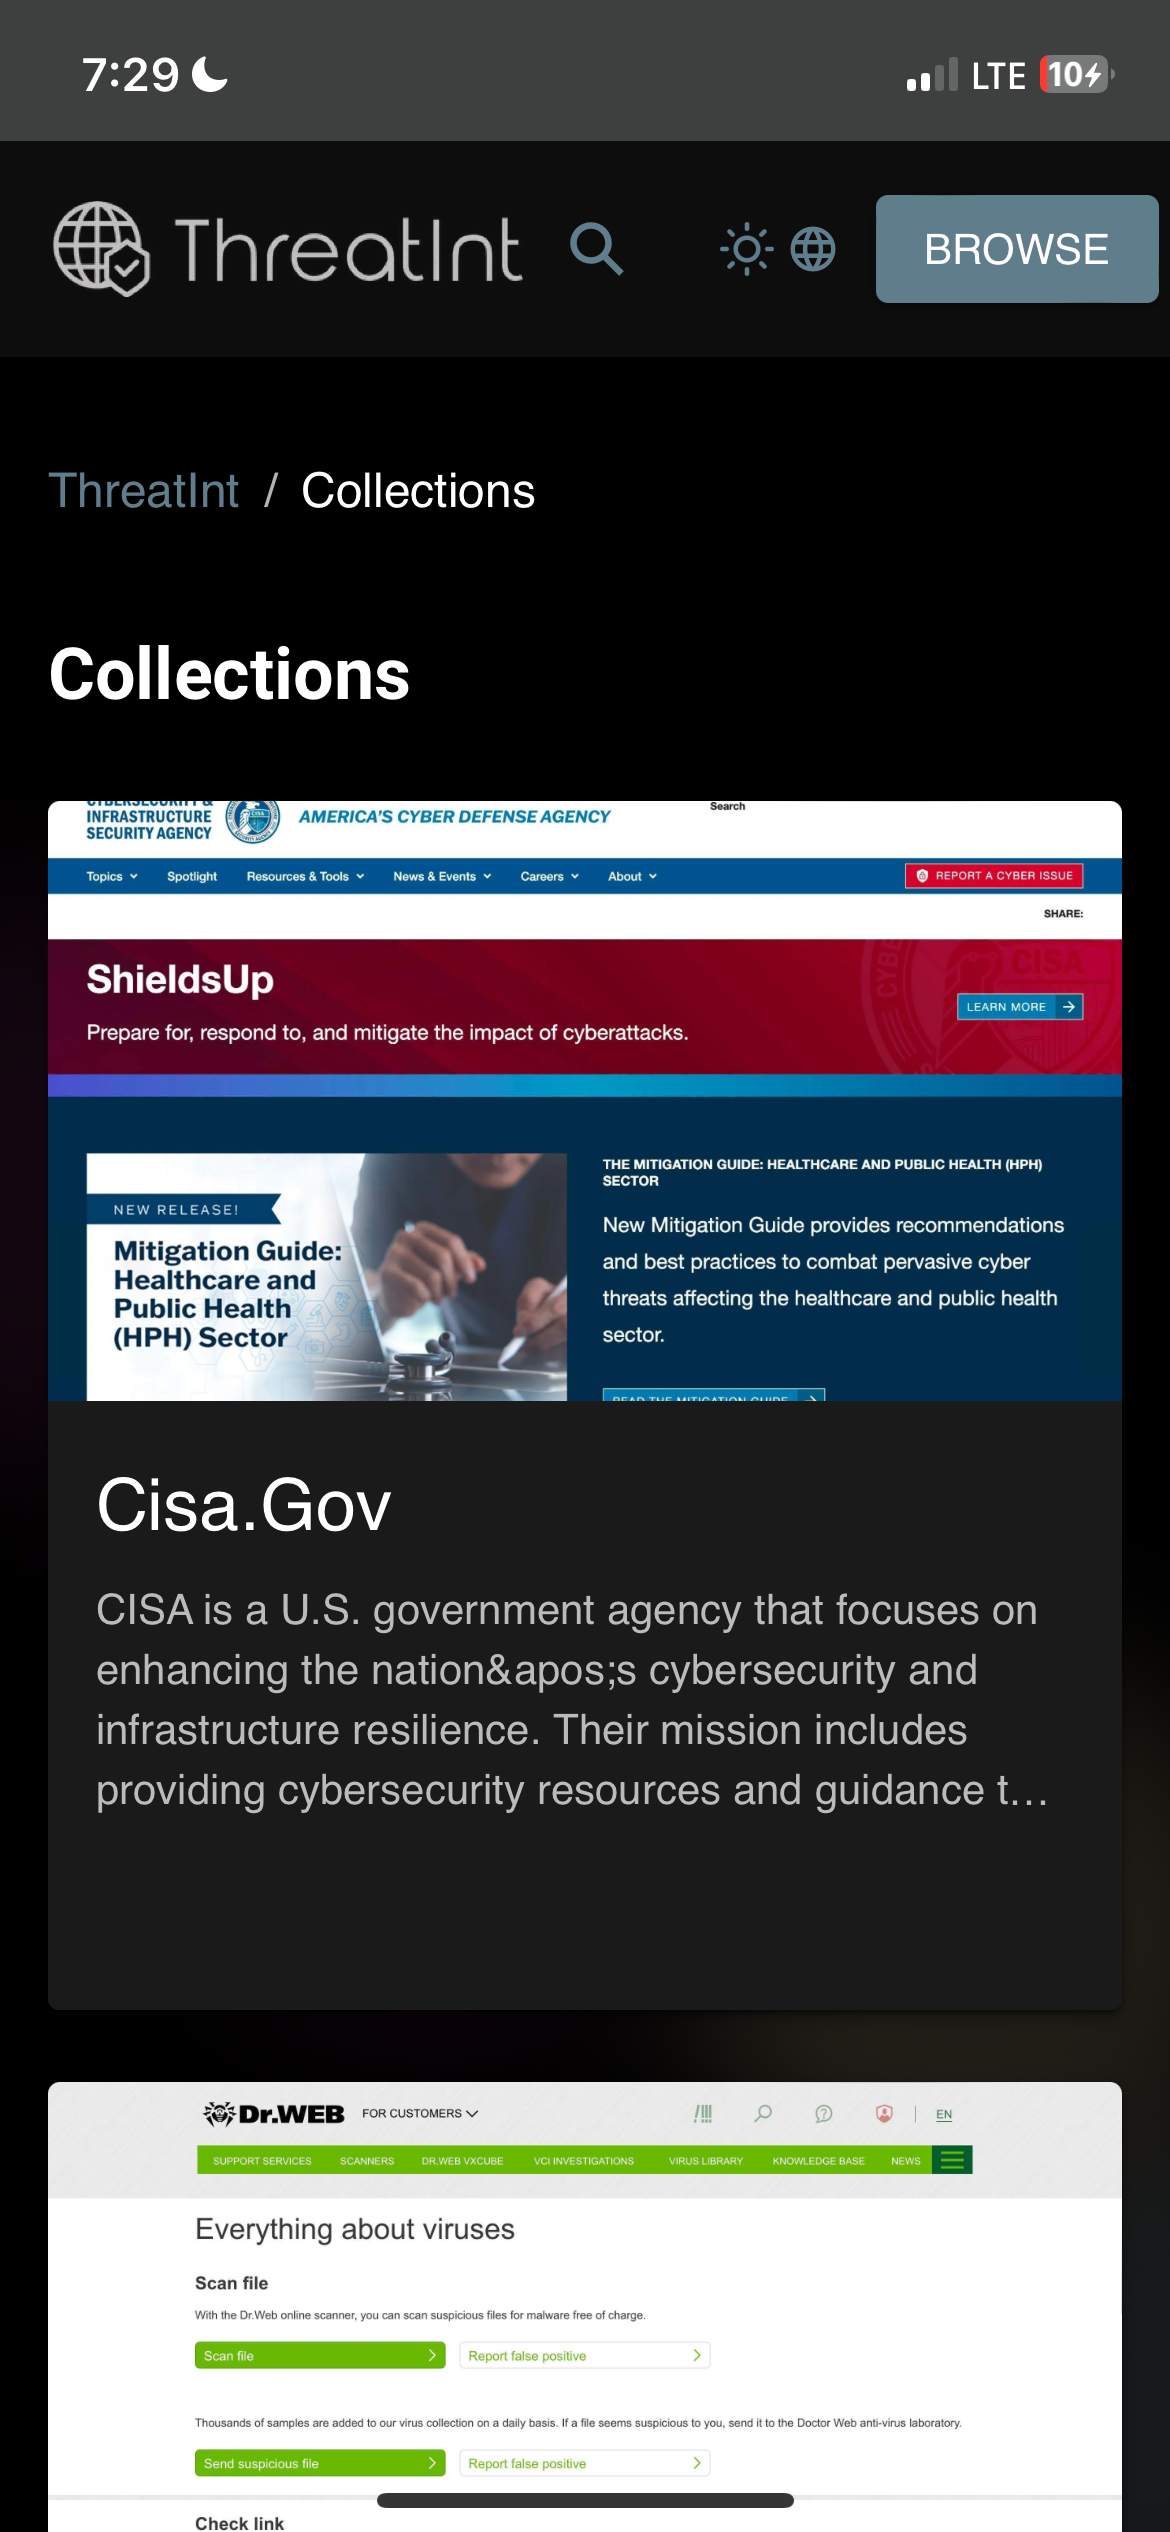 7:29
LTE 10
ThreatInt
BROWSE
ThreatInt / Collections
Collections
CYBERSECURITY &
INFRASTRUCTURE
SECURITY AGENCY
CISA
AMERICA'S CYBER DEFENSE AGENCY
Search
Topics Spotlight Resources & Tools News & Events Careers About REPORT A CYBER ISSUE
SHARE:
ShieldsUp
Prepare for, respond to, and mitigate the impact of cyberattacks.
LEARN MORE
CISA
NEW RELEASE!
Mitigation Guide:
Healthcare and
Public Health
(HPH) Sector
THE MITIGATION GUIDE: HEALTHCARE AND PUBLIC HEALTH (HPH)
SECTOR
New Mitigation Guide provides recommendations
and best practices to combat pervasive cyber
threats affecting the healthcare and public health
sector.
READ THE MITIGATION GUIDE
Cisa.Gov
CISA is a U.S. government agency that focuses on
enhancing the nation&apos;s cybersecurity and
infrastructure resilience. Their mission includes
providing cybersecurity resources and guidance t...
Dr.WEB FOR CUSTOMERS EN
SUPPORT SERVICES SCANNERS DR.WEB VXCUBE VCI INVESTIGATIONS VIRUS LIBRARY KNOWLEDGE BASE NEWS
Everything about viruses
Scan file
With the Dr.Web online scanner, you can scan suspicious files for malware free of charge.
Scan file Report false positive
Thousands of samples are added to our virus collection on a daily basis. If a file seems suspicious to you, send it to the Doctor Web anti-virus laboratory.
Send suspicious file Report false positive
Check link